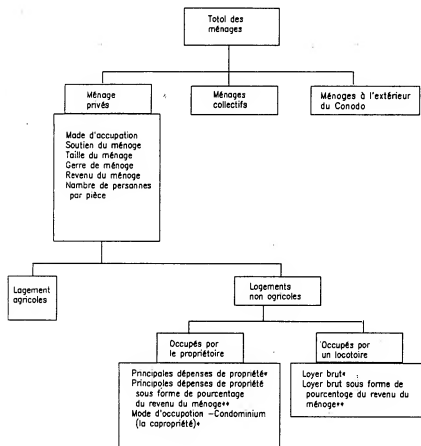 Total des
ménages
Ménage
privés
Ménages
collectifs
Ménages à l'extérieur
du Canada
Mode d'occupation
Soutien du ménage
Taille du ménage
Genre de ménage
Revenu du ménage
Nombre de personnes
par pièce
Logement
agricoles
Logements
non agricoles
Occupés par
le propriétaire
Occupés par
un locataire
Principales dépenses de propriété*
Principales dépenses de propriété
sous forme de pourcentage
du revenu du ménage**
Mode d'occupation –Condominium
(la copropriété)*
Loyer brut*
Loyer brut sous forme de
pourcentage du revenu du
ménage**